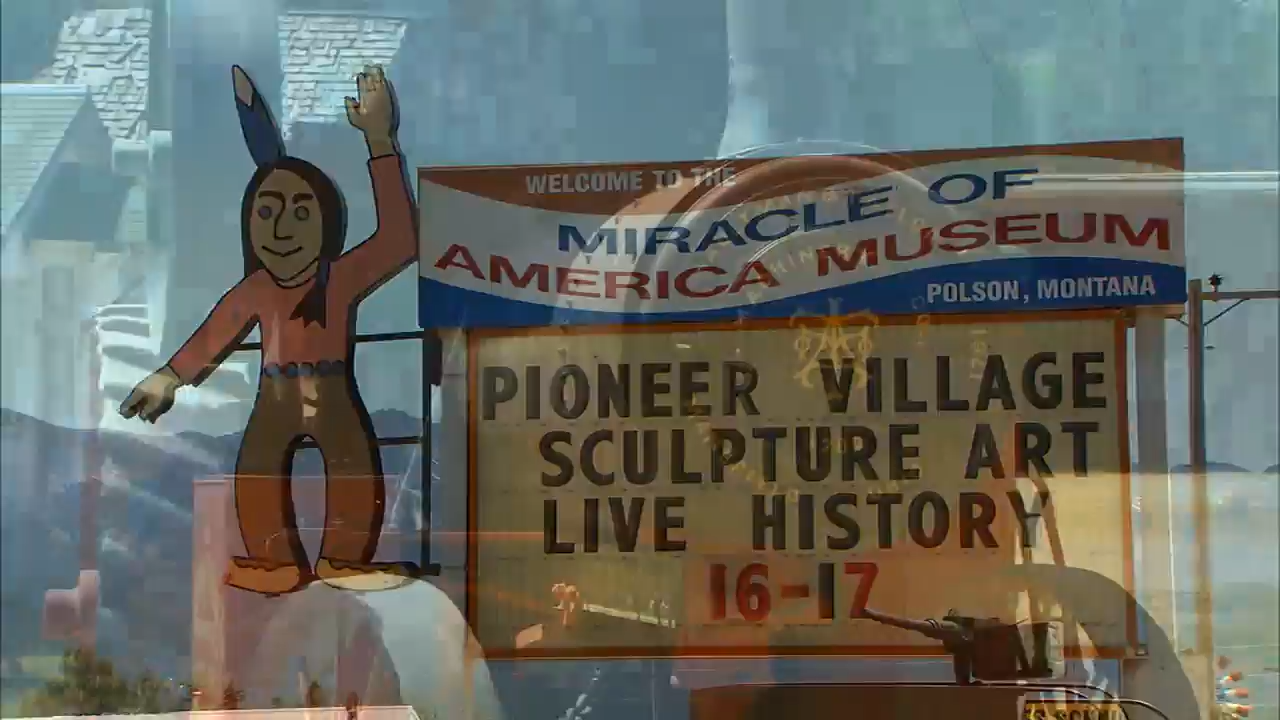 WELCOME TO THE
MIRACLE OF
AMERICA MUSEUM
POLSON, MONTANA
PIONEER VILLAGE
SCULPTURE ART
LIVE HISTORY
16-17